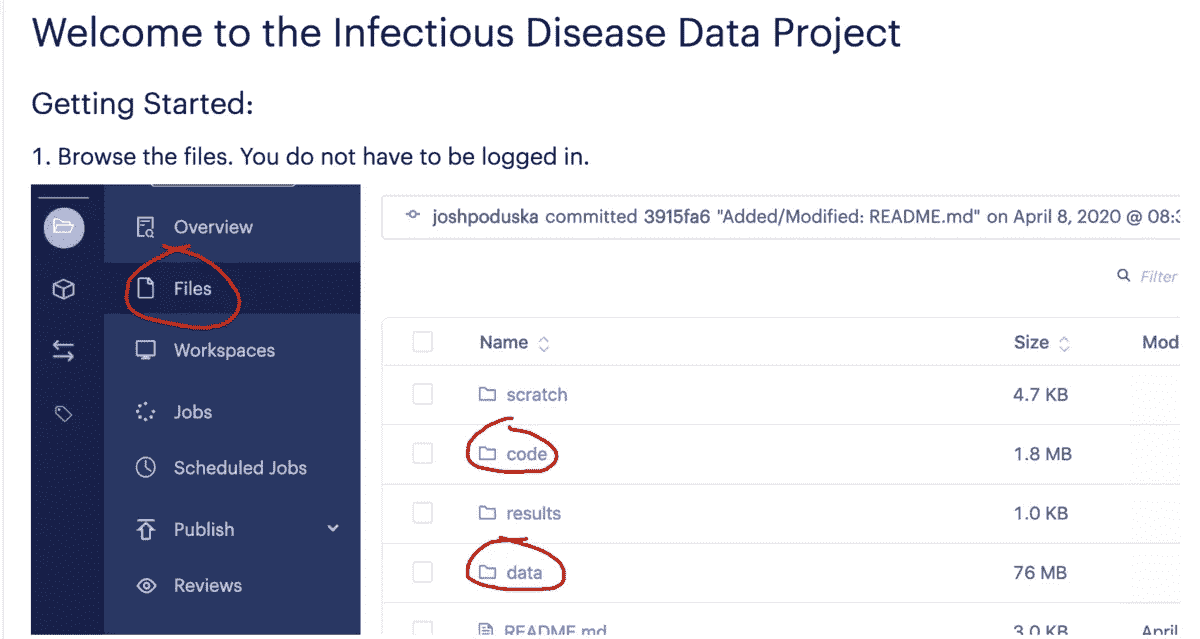 Welcome to the Infectious Disease Data Project
Getting Started:
1. Browse the files. You do not have to be logged in.
Overview
Files
Workspaces
Jobs
Scheduled Jobs
Publish
Reviews
joshpoduska committed 3915fa6 "Added/Modified: README.md" on April 8, 2020 @ 08:3
Filter
Name Size Mod
scratch 4.7 KB
code 1.8 MB
results 1.0 KB
data 76 MB
README.md 3.0 KB April